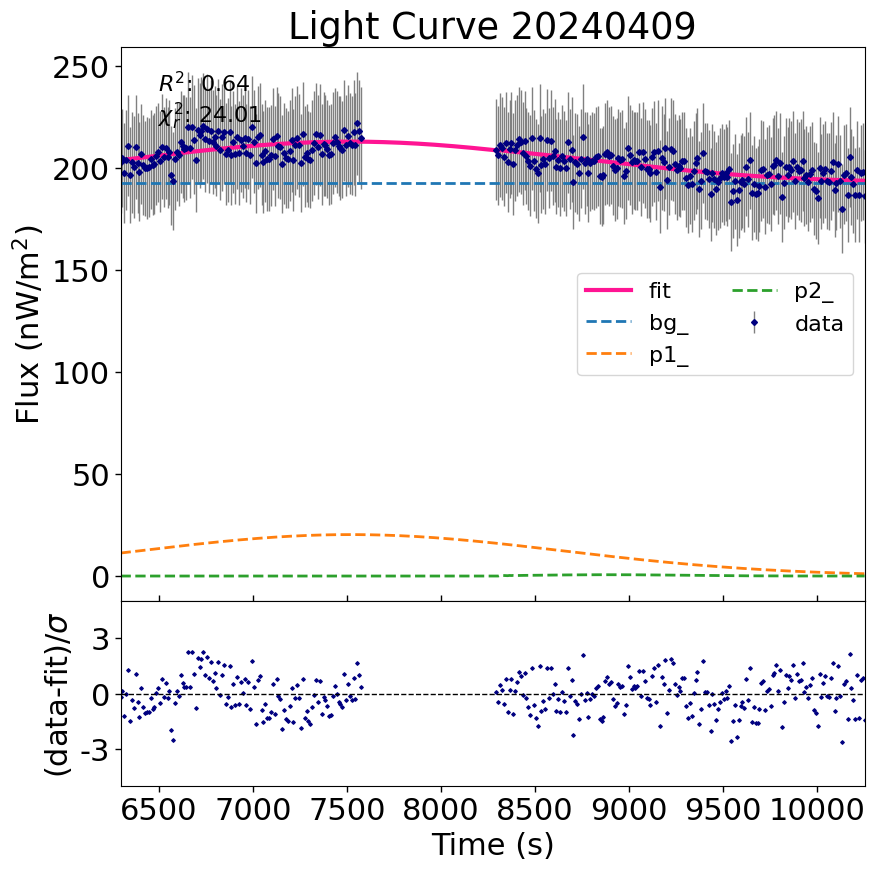 Light Curve 20240409
R²: 0.64
χ²ᵣ: 24.01
Flux (nW/m²)
250
200
150
100
50
0
fit
bg_
p1_
p2_
data
(data-fit)/σ
3
0
-3
6500 7000 7500 8000 8500 9000 9500 10000
Time (s)